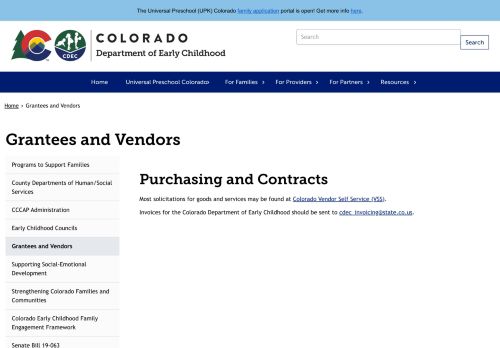 The Universal Preschool (UPK) Colorado family application portal is open! Get more info here.
COLORADO
Department of Early Childhood
CDEC
Search
Search
Home
Universal Preschool Colorado
For Families
For Providers
For Partners
Resources
Home › Grantees and Vendors
Grantees and Vendors
Programs to Support Families
County Departments of Human/Social
Services
CCCAP Administration
Early Childhood Councils
Grantees and Vendors
Supporting Social-Emotional
Development
Strengthening Colorado Families and
Communities
Colorado Early Childhood Family
Engagement Framework
Senate Bill 19-063
Purchasing and Contracts
Most solicitations for goods and services may be found at Colorado Vendor Self Service (VSS).
Invoices for the Colorado Department of Early Childhood should be sent to cdec_invoicing@state.co.us.